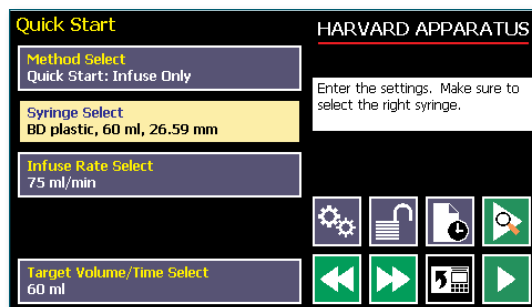 Quick Start
HARVARD APPARATUS
Method Select
Quick Start: Infuse Only
Enter the settings. Make sure to
select the right syringe.
Syringe Select
BD plastic, 60 ml, 26.59 mm
Infuse Rate Select
75 ml/min
Target Volume/Time Select
60 ml